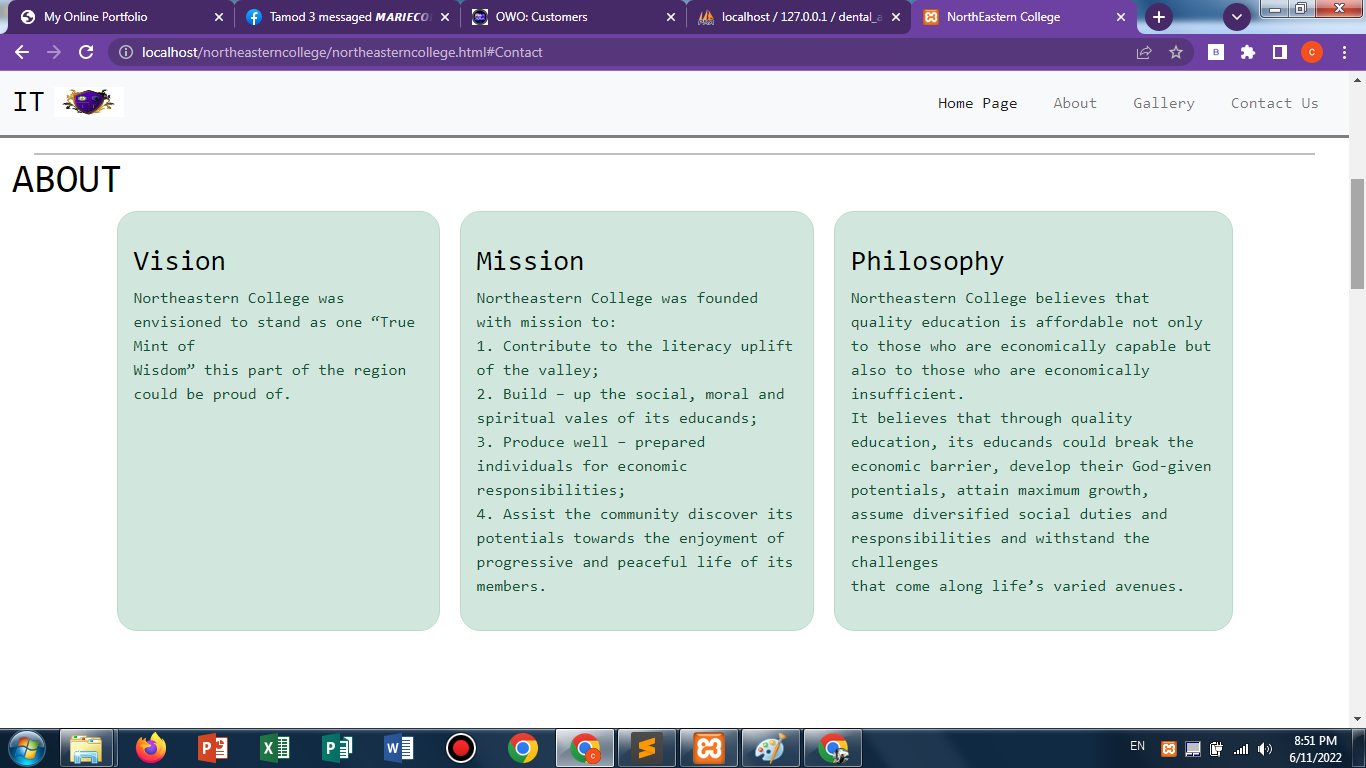 My Online Portfolio
Tamod 3 messaged 𝙈𝘼𝙍𝙄𝙀𝘾𝙊
OWO: Customers
localhost / 127.0.0.1 / dental_a
NorthEastern College
localhost/northeasterncollege/northeasterncollege.html#Contact
IT
Home Page
About
Gallery
Contact Us
ABOUT
Vision
Northeastern College was
envisioned to stand as one “True
Mint of
Wisdom” this part of the region
could be proud of.
Mission
Northeastern College was founded
with mission to:
1. Contribute to the literacy uplift
of the valley;
2. Build – up the social, moral and
spiritual vales of its educands;
3. Produce well – prepared
individuals for economic
responsibilities;
4. Assist the community discover its
potentials towards the enjoyment of
progressive and peaceful life of its
members.
Philosophy
Northeastern College believes that
quality education is affordable not only
to those who are economically capable but
also to those who are economically
insufficient.
It believes that through quality
education, its educands could break the
economic barrier, develop their God-given
potentials, attain maximum growth,
assume diversified social duties and
responsibilities and withstand the
challenges
that come along life’s varied avenues.
EN
8:51 PM
6/11/2022